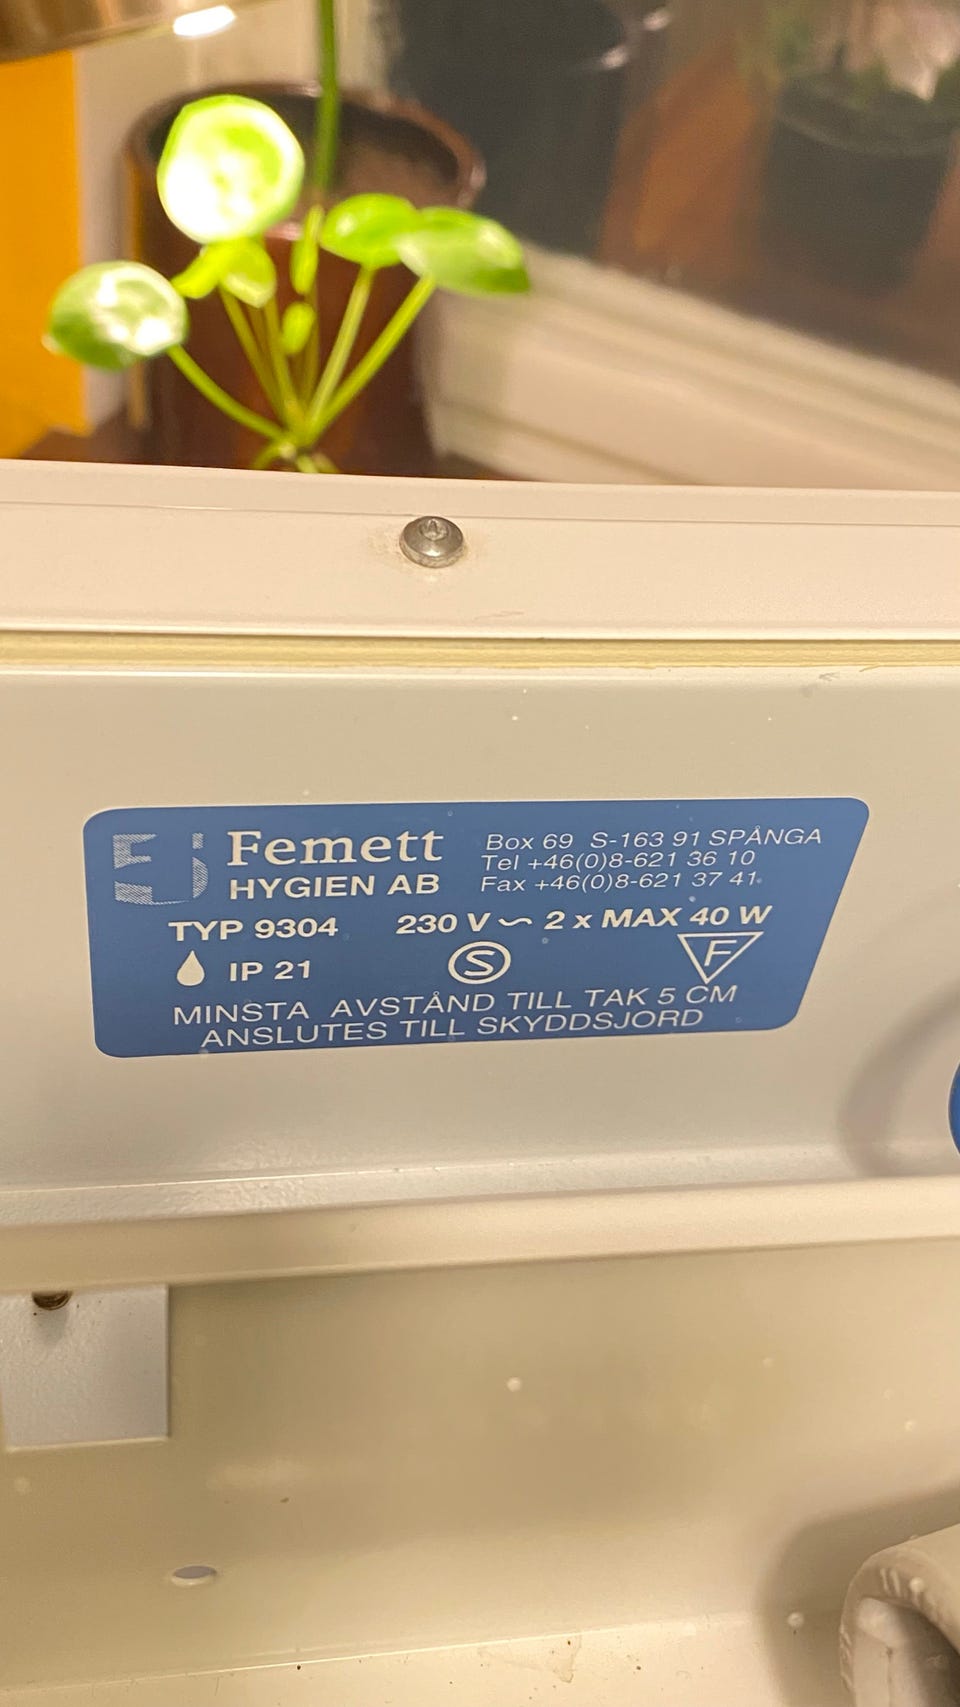 Femett
HYGIEN AB
Box 69 S-163 91 SPÅNGA
Tel +46(0)8-621 36 10
Fax +46(0)8-621 37 41
TYP 9304 230 V ~ 2 x MAX 40 W
IP 21 S F
MINSTA AVSTÅND TILL TAK 5 CM
ANSLUTES TILL SKYDDSJORD